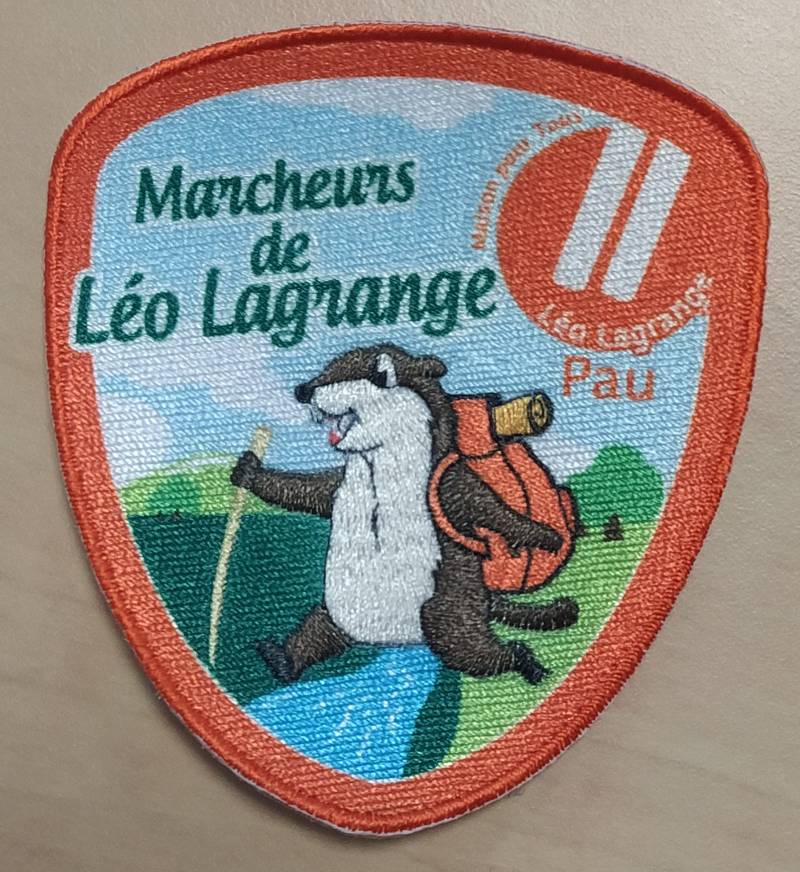 Marcheurs
de
Léo Lagrange
Maison pour Tous
Léo Lagrange
Pau